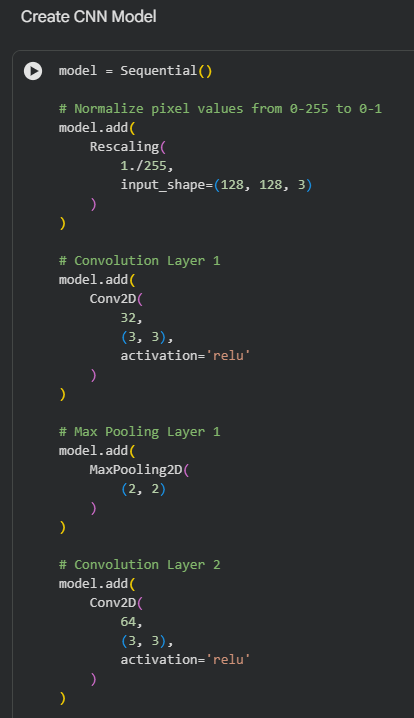 Create CNN Model
model = Sequential()
# Normalize pixel values from 0-255 to 0-1
model.add(
    Rescaling(
        1./255,
        input_shape=(128, 128, 3)
    )
)
# Convolution Layer 1
model.add(
    Conv2D(
        32,
        (3, 3),
        activation='relu'
    )
)
# Max Pooling Layer 1
model.add(
    MaxPooling2D(
        (2, 2)
    )
)
# Convolution Layer 2
model.add(
    Conv2D(
        64,
        (3, 3),
        activation='relu'
    )
)